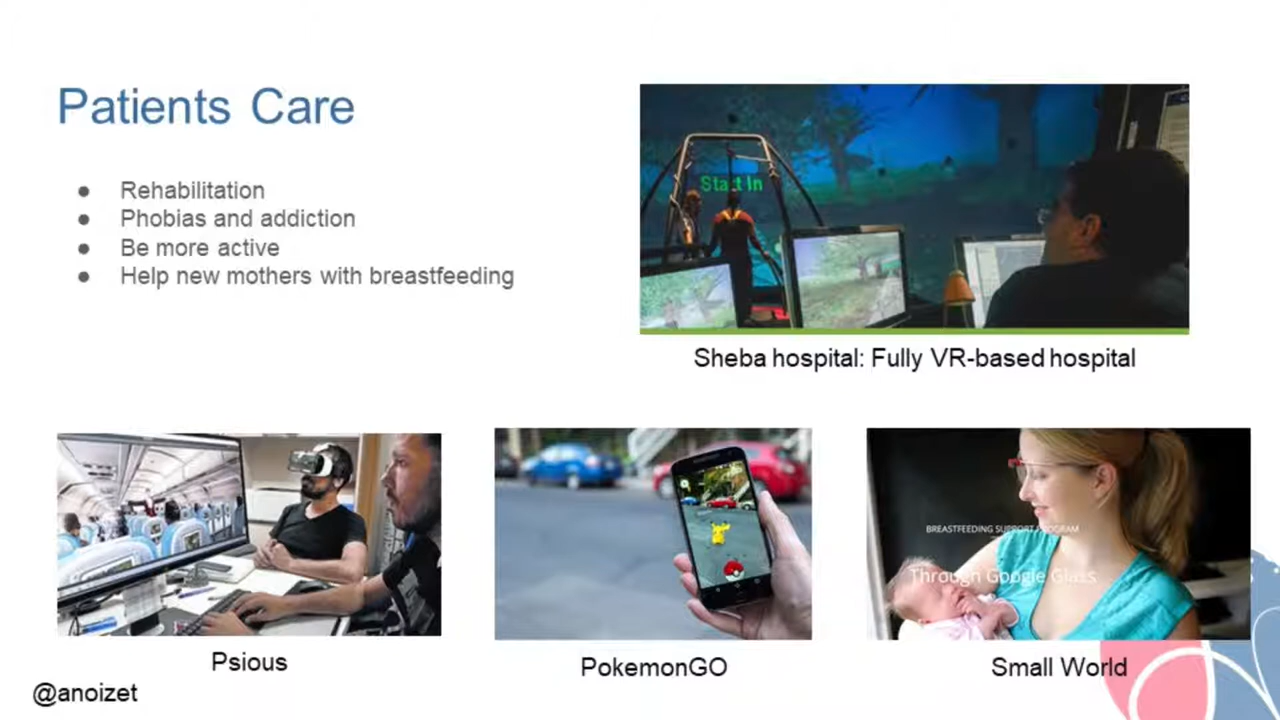 Patients Care
● Rehabilitation
● Phobias and addiction
● Be more active
● Help new mothers with breastfeeding
Start In
Sheba hospital: Fully VR-based hospital
BREASTFEEDING SUPPORT PROGRAM
Through Google Glass
Psious
PokemonGO
Small World
@anoizet